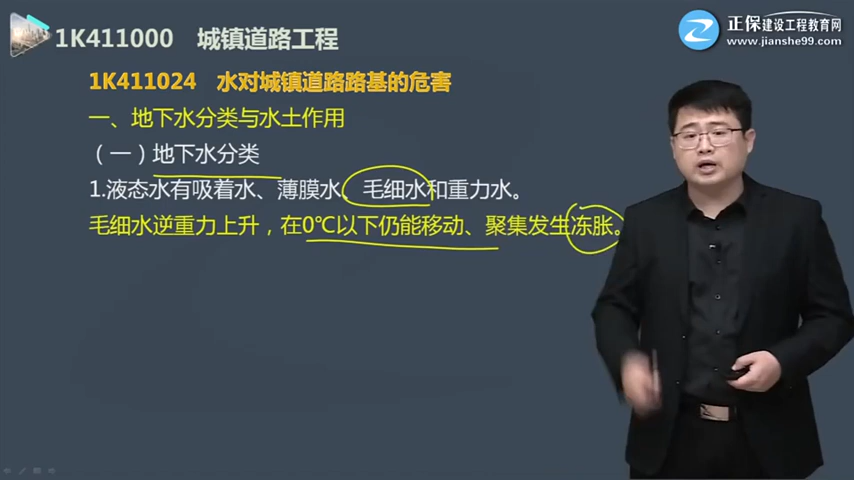 1K411000 城镇道路工程
正保建设工程教育网
www.jianshe99.com
1K411024 水对城镇道路路基的危害
一、地下水分类与水土作用
（一）地下水分类
1.液态水有吸着水、薄膜水、毛细水和重力水。
毛细水逆重力上升，在0℃以下仍能移动、聚集发生冻胀。